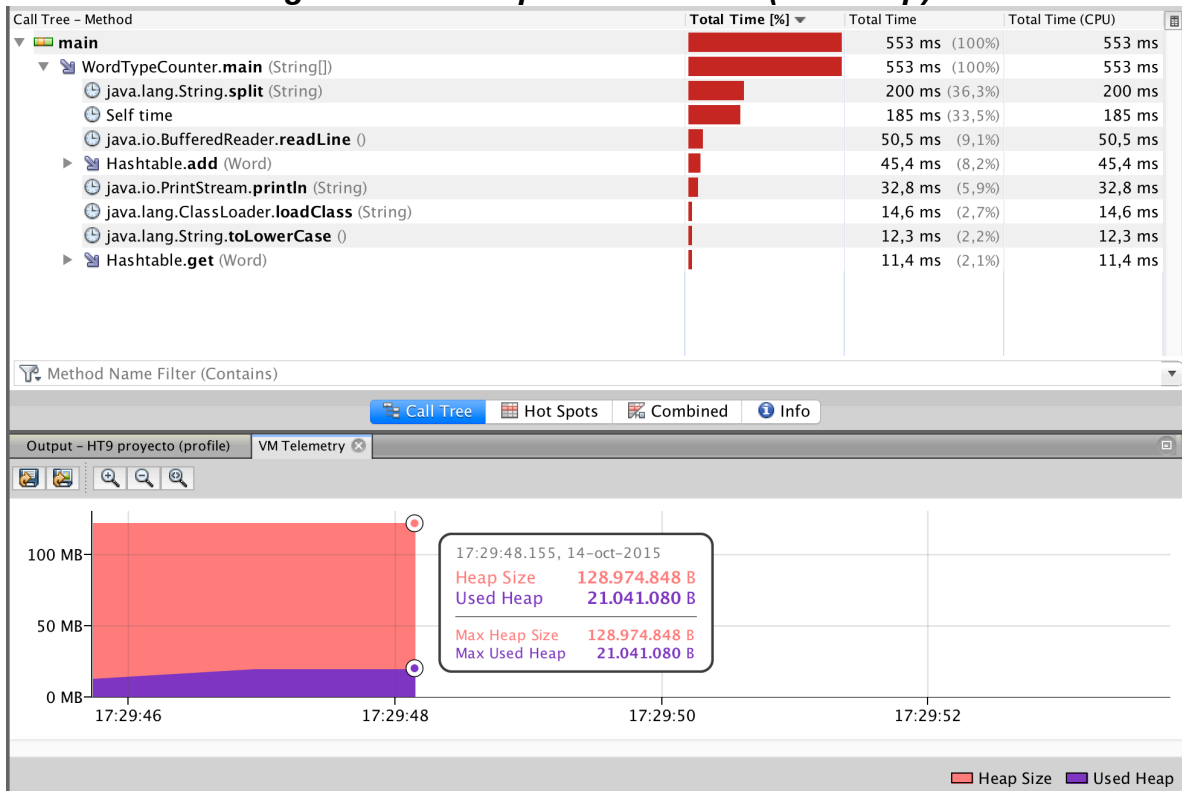 Call Tree – Method Total Time [%] Total Time Total Time (CPU)
main 553 ms (100%) 553 ms
WordTypeCounter.main (String[]) 553 ms (100%) 553 ms
java.lang.String.split (String) 200 ms (36,3%) 200 ms
Self time 185 ms (33,5%) 185 ms
java.io.BufferedReader.readLine () 50,5 ms (9,1%) 50,5 ms
Hashtable.add (Word) 45,4 ms (8,2%) 45,4 ms
java.io.PrintStream.println (String) 32,8 ms (5,9%) 32,8 ms
java.lang.ClassLoader.loadClass (String) 14,6 ms (2,7%) 14,6 ms
java.lang.String.toLowerCase () 12,3 ms (2,2%) 12,3 ms
Hashtable.get (Word) 11,4 ms (2,1%) 11,4 ms
Method Name Filter (Contains)
Call Tree Hot Spots Combined Info
Output – HT9 proyecto (profile) VM Telemetry
100 MB
50 MB
0 MB
17:29:48.155, 14-oct-2015
Heap Size 128.974.848 B
Used Heap 21.041.080 B
Max Heap Size 128.974.848 B
Max Used Heap 21.041.080 B
17:29:46 17:29:48 17:29:50 17:29:52
Heap Size Used Heap